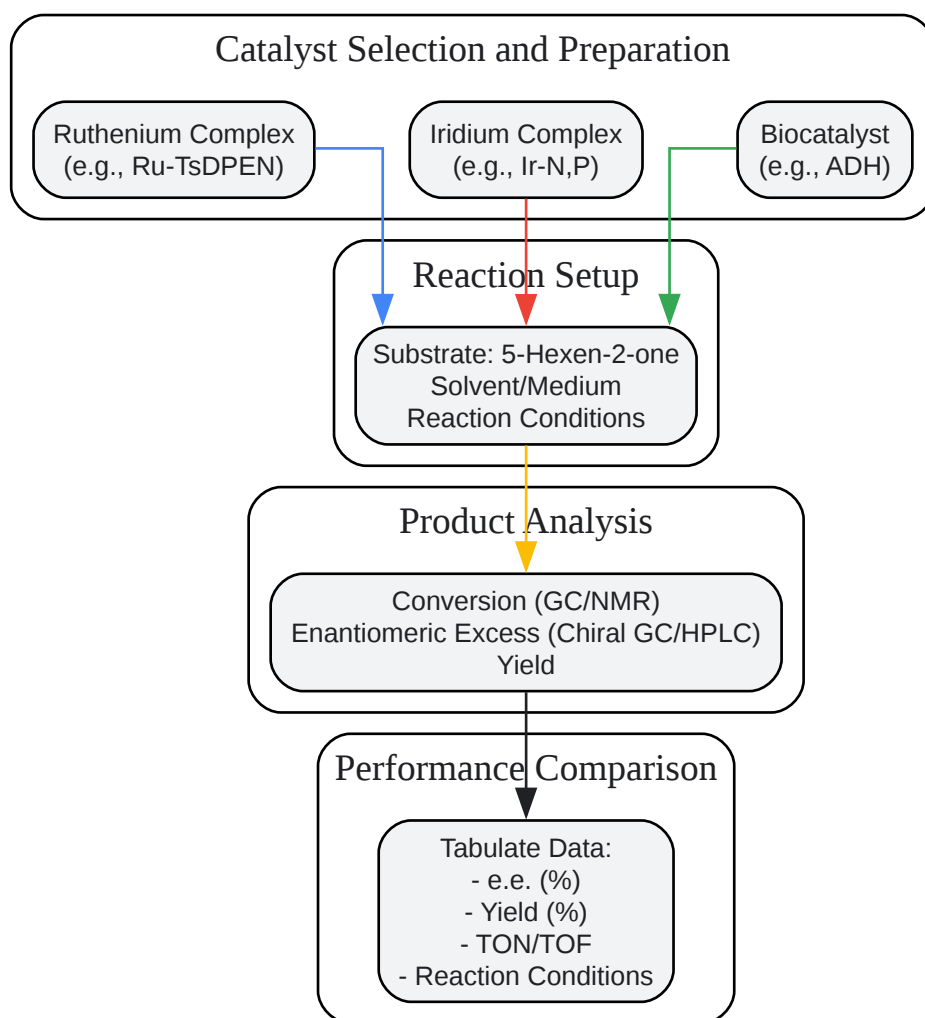 Catalyst Selection and Preparation
Ruthenium Complex
(e.g., Ru-TsDPEN)
Iridium Complex
(e.g., Ir-N,P)
Biocatalyst
(e.g., ADH)
Reaction Setup
Substrate: 5-Hexen-2-one
Solvent/Medium
Reaction Conditions
Product Analysis
Conversion (GC/NMR)
Enantiomeric Excess (Chiral GC/HPLC)
Yield
Performance Comparison
Tabulate Data:
- e.e. (%)
- Yield (%)
- TON/TOF
- Reaction Conditions